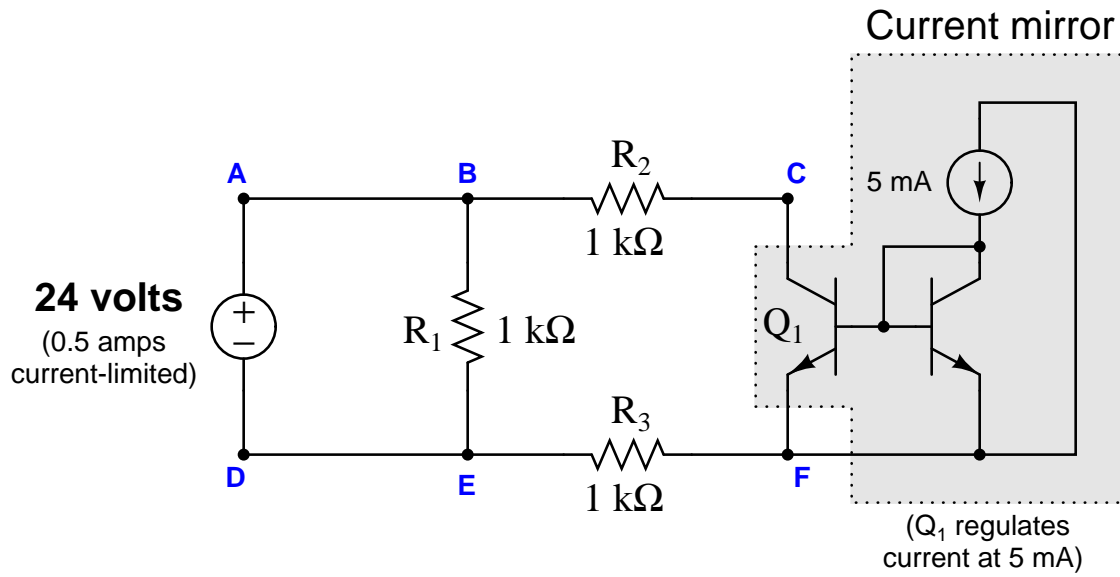 Current mirror
A
B
R2
C
5 mA
1 kΩ
24 volts
(0.5 amps
current-limited)
+
−
R1
1 kΩ
Q1
R3
D
E
1 kΩ
F
(Q1 regulates
current at 5 mA)